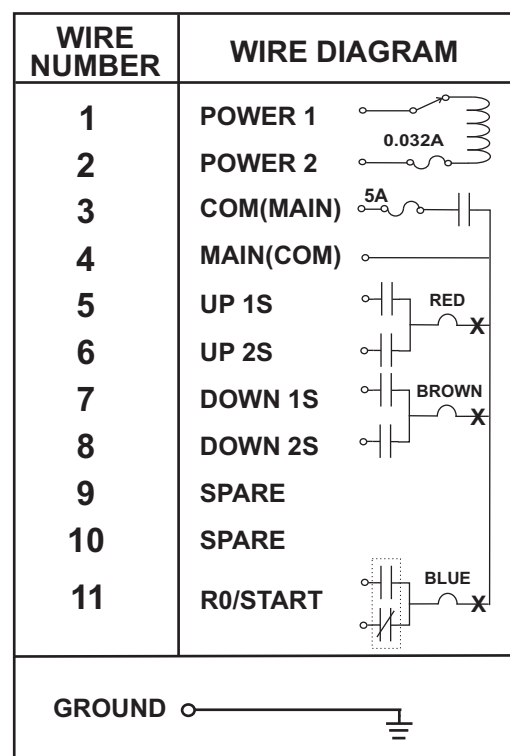 WIRE NUMBER WIRE DIAGRAM
1 POWER 1
0.032A
2 POWER 2
3 COM(MAIN) 5A
4 MAIN(COM)
5 UP 1S RED
X
6 UP 2S
7 DOWN 1S BROWN
X
8 DOWN 2S
9 SPARE
10 SPARE
11 R0/START BLUE
X
GROUND